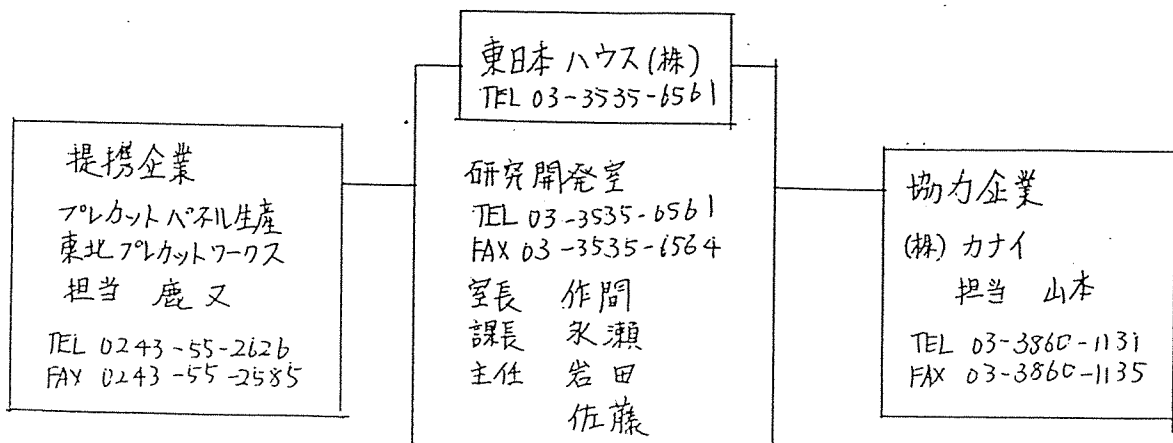 東日本ハウス(株)
TEL 03-3535-6561
提携企業
プレカットパネル生産
東北プレカットワークス
担当 鹿又
TEL 0243-55-2626
FAX 0243-55-2585
研究開発室
TEL 03-3535-6561
FAX 03-3535-6564
室長 作間
課長 永瀬
主任 岩田
佐藤
協力企業
(株)カナイ
担当 山本
TEL 03-3860-1131
FAX 03-3860-1135